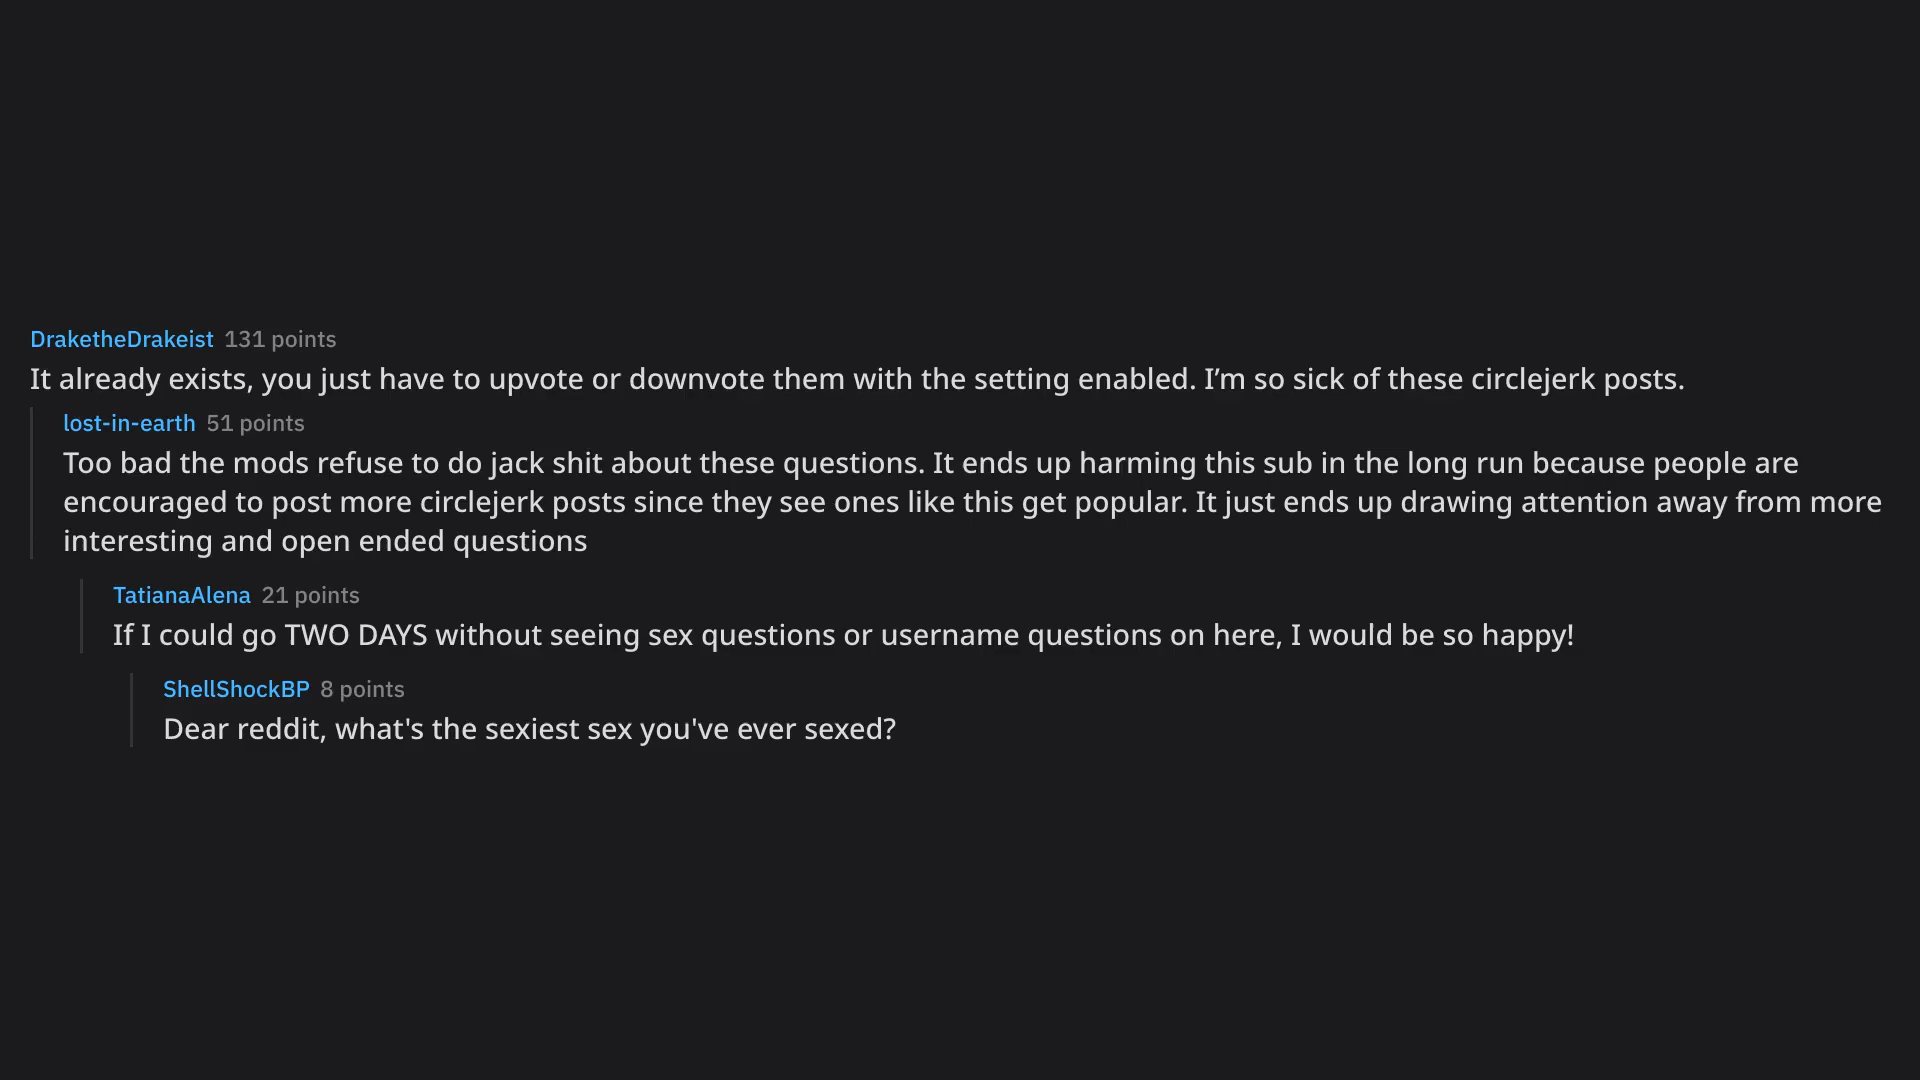 DraketheDrakeist 131 points
It already exists, you just have to upvote or downvote them with the setting enabled. I’m so sick of these circlejerk posts.
lost-in-earth 51 points
Too bad the mods refuse to do jack shit about these questions. It ends up harming this sub in the long run because people are
encouraged to post more circlejerk posts since they see ones like this get popular. It just ends up drawing attention away from more
interesting and open ended questions
TatianaAlena 21 points
If I could go TWO DAYS without seeing sex questions or username questions on here, I would be so happy!
ShellShockBP 8 points
Dear reddit, what's the sexiest sex you've ever sexed?